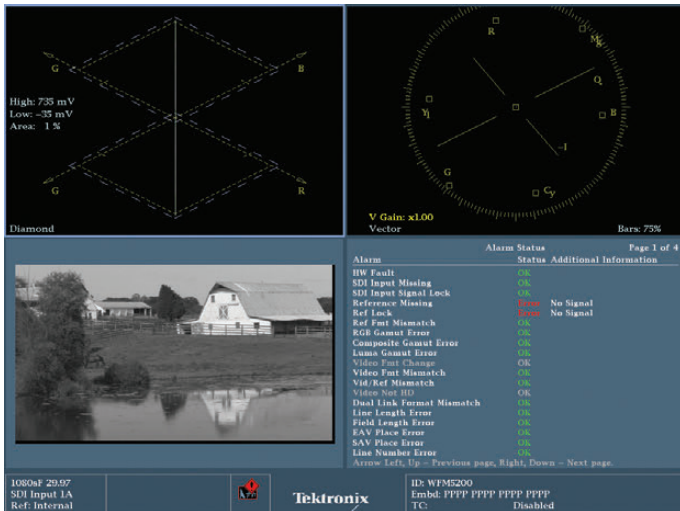 G
B
High: 735 mV
Low: −35 mV
Area: 1 %
G
R
Diamond
R
Mg
Q
Yl
B
-I
G
Cy
V Gain: x1.00
Vector
Bars: 75%
Alarm Status
Page 1 of 4
Alarm Status Additional Information
HW Fault OK
SDI Input Missing OK
SDI Input Signal Lock OK
Reference Missing Error No Signal
Ref Lock Error No Signal
Ref Fmt Mismatch OK
RGB Gamut Error OK
Composite Gamut Error OK
Luma Gamut Error OK
Video Fmt Change OK
Video Fmt Mismatch OK
Vid/Ref Mismatch OK
Video Not HD OK
Dual Link Format Mismatch OK
Line Length Error OK
Field Length Error OK
EAV Place Error OK
SAV Place Error OK
Line Number Error OK
Arrow Left, Up - Previous page, Right, Down - Next page.
1080sF 29.97
SDI Input 1A
Ref: Internal
Tektronix
ID: WFM5200
Embd: PPPP PPPP PPPP PPPP
TC: Disabled